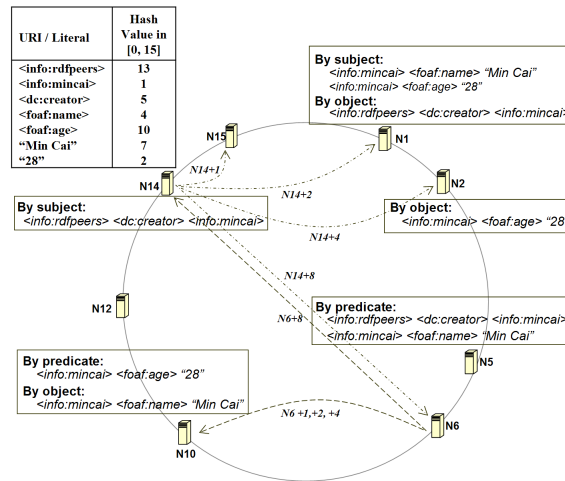 URI / Literal
Hash Value in [0, 15]
<info:rdfpeers> 13
<info:mincai> 1
<dc:creator> 5
<foaf:name> 4
<foaf:age> 10
“Min Cai” 7
“28” 2
By subject:
<info:mincai> <foaf:name> “Min Cai”
<info:mincai> <foaf:age> “28”
By object:
<info:rdfpeers> <dc:creator> <info:mincai>
N15
N1
N14+1
N14
N14+2
N2
By subject:
<info:rdfpeers> <dc:creator> <info:mincai>
By object:
<info:mincai> <foaf:age> “28”
N14+4
N14+8
N12
N6+8
By predicate:
<info:rdfpeers> <dc:creator> <info:mincai>
<info:mincai> <foaf:name> “Min Cai”
By predicate:
<info:mincai> <foaf:age> “28”
By object:
<info:mincai> <foaf:name> “Min Cai”
N5
N6 +1,+2, +4
N6
N10